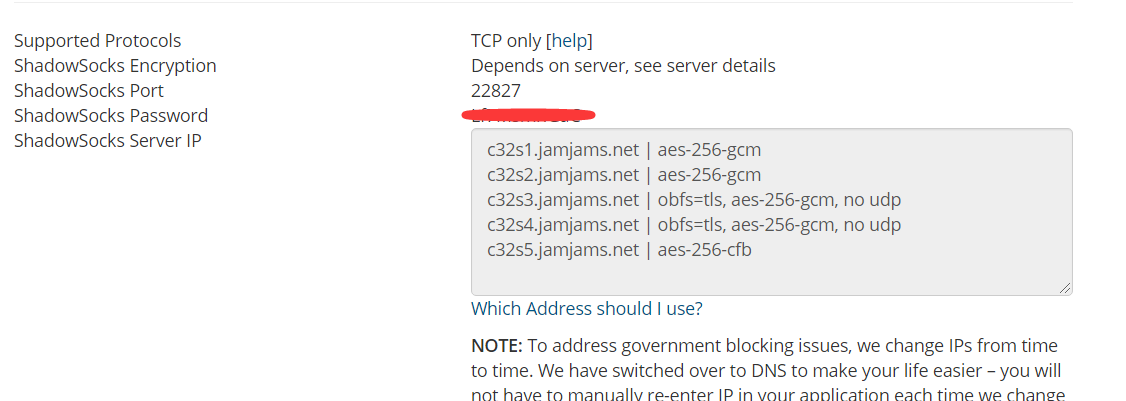 Supported Protocols TCP only [help]
ShadowSocks Encryption Depends on server, see server details
ShadowSocks Port 22827
ShadowSocks Password
ShadowSocks Server IP
c32s1.jamjams.net | aes-256-gcm
c32s2.jamjams.net | aes-256-gcm
c32s3.jamjams.net | obfs=tls, aes-256-gcm, no udp
c32s4.jamjams.net | obfs=tls, aes-256-gcm, no udp
c32s5.jamjams.net | aes-256-cfb
Which Address should I use?
NOTE: To address government blocking issues, we change IPs from time
to time. We have switched over to DNS to make your life easier – you will
not have to manually re-enter IP in your application each time we change